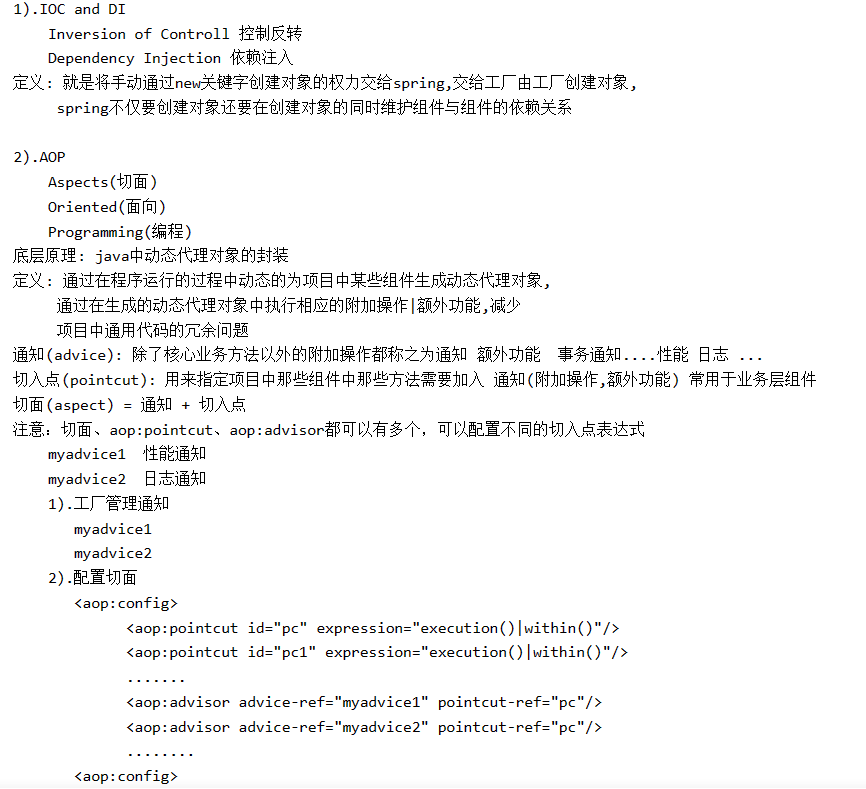 1).IOC and DI
Inversion of Controll 控制反转
Dependency Injection 依赖注入
定义: 就是将手动通过new关键字创建对象的权力交给spring,交给工厂由工厂创建对象,
spring不仅要创建对象还要在创建对象的同时维护组件与组件的依赖关系
2).AOP
Aspects(切面)
Oriented(面向)
Programming(编程)
底层原理: java中动态代理对象的封装
定义: 通过在程序运行的过程中动态的为项目中某些组件生成动态代理对象,
通过在生成的动态代理对象中执行相应的附加操作|额外功能,减少
项目中通用代码的冗余问题
通知(advice): 除了核心业务方法以外的附加操作都称之为通知 额外功能  事务通知....性能 日志 ...
切入点(pointcut): 用来指定项目中那些组件中那些方法需要加入 通知(附加操作,额外功能) 常用于业务层组件
切面(aspect) = 通知 + 切入点
注意: 切面、aop:pointcut、aop:advisor都可以有多个, 可以配置不同的切入点表达式
myadvice1  性能通知
myadvice2  日志通知
1).工厂管理通知
myadvice1
myadvice2
2).配置切面
<aop:config>
<aop:pointcut id="pc" expression="execution()|within()"/>
<aop:pointcut id="pc1" expression="execution()|within()"/>
.......
<aop:advisor advice-ref="myadvice1" pointcut-ref="pc"/>
<aop:advisor advice-ref="myadvice2" pointcut-ref="pc"/>
........
<aop:config>